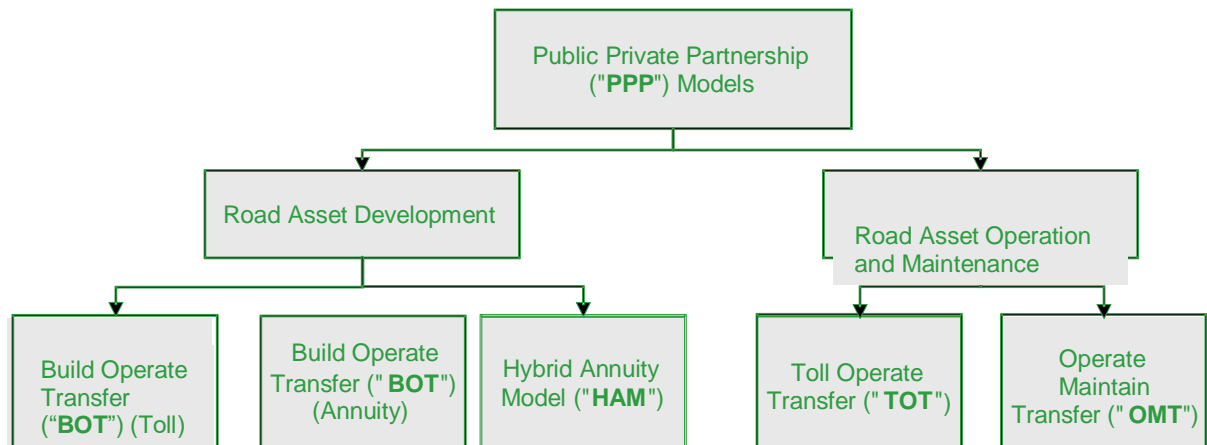 Public Private Partnership
("PPP") Models
Road Asset Development
Road Asset Operation
and Maintenance
Build Operate
Transfer
(“BOT”) (Toll)
Build Operate
Transfer (" BOT")
(Annuity)
Hybrid Annuity
Model ("HAM")
Toll Operate
Transfer (" TOT")
Operate
Maintain
Transfer (" OMT")